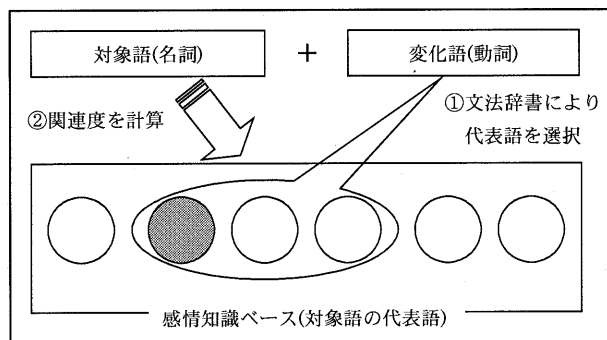 対象語(名詞)
+
変化語(動詞)
②関連度を計算
①文法辞書により
代表語を選択
感情知識ベース(対象語の代表語)